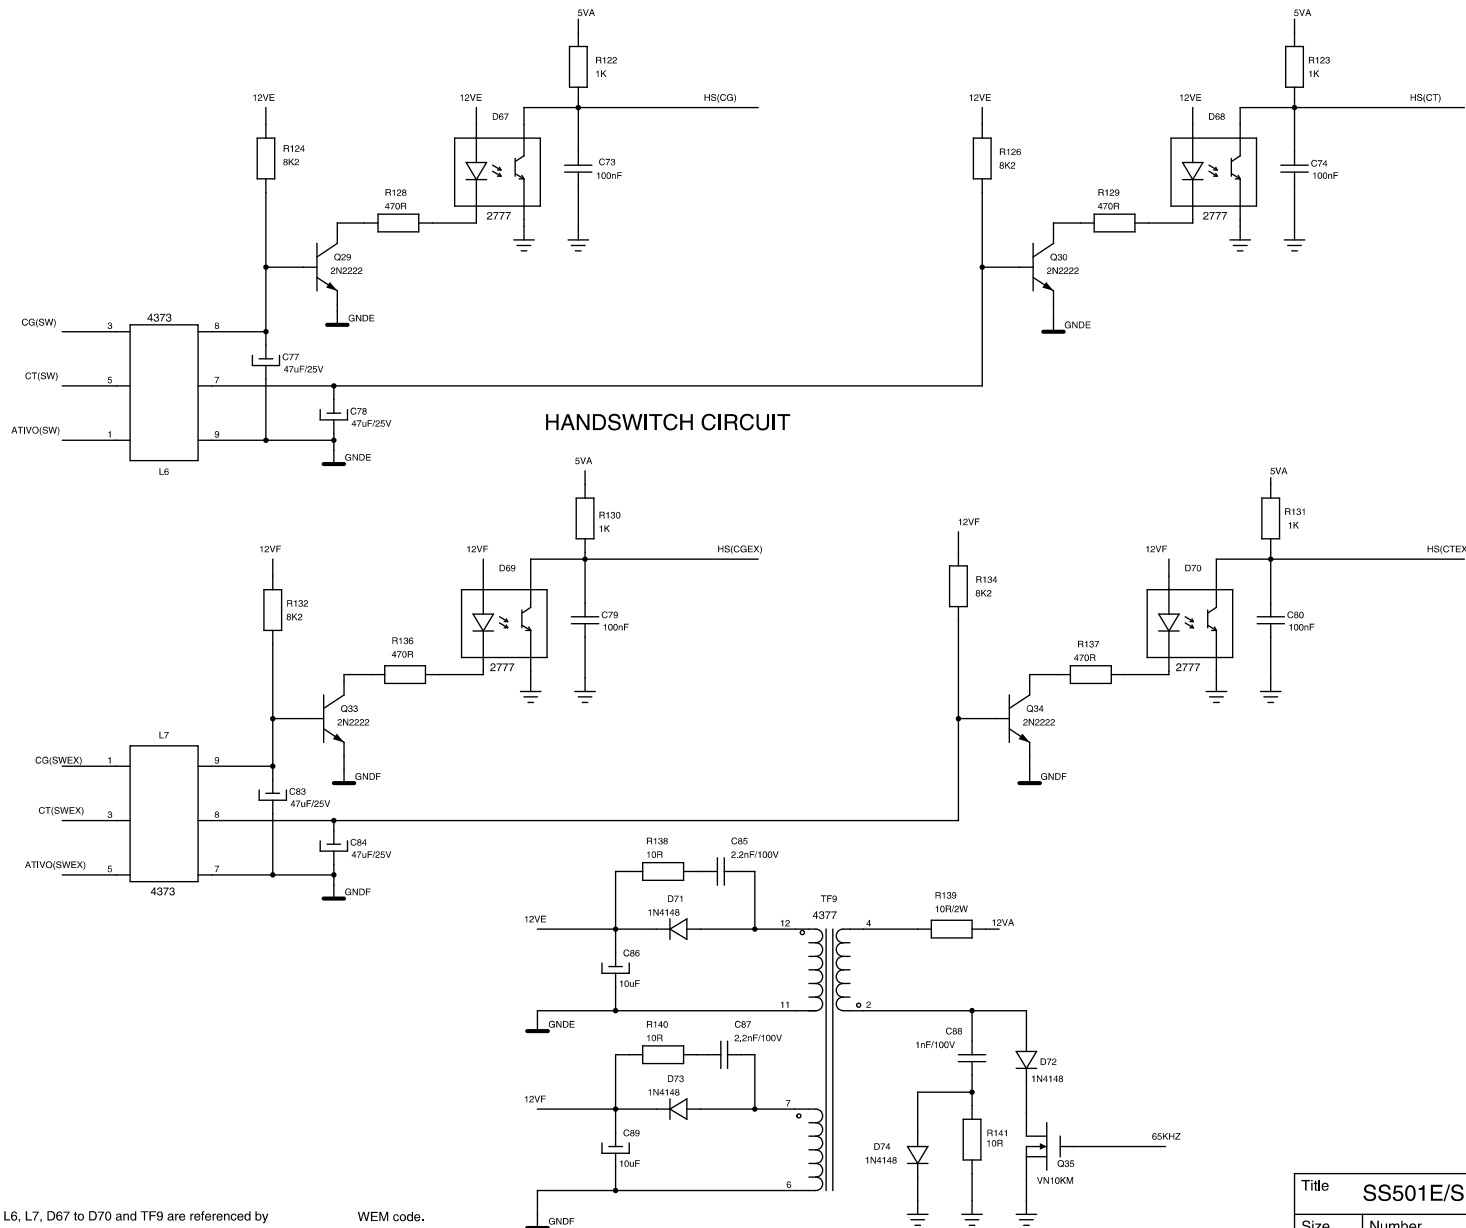 5VA
R122
1K
12VE
12VE
D67
HS(CG)
R124
8K2
C73
100nF
R128
470R
2777
Q29
2N2222
GNDE
5VA
R123
1K
12VE
12VE
D68
HS(CT)
R126
8K2
C74
100nF
R129
470R
2777
Q30
2N2222
GNDE
CG(SW)
3
4373
8
C77
47uF/25V
CT(SW)
5
7
C78
47uF/25V
ATIVO(SW)
1
9
GNDE
L6
HANDSWITCH CIRCUIT
5VA
R130
1K
12VF
12VF
D69
HS(CGEX)
R132
8K2
C79
100nF
R136
470R
2777
Q33
2N2222
GNDF
5VA
R131
1K
12VF
12VF
D70
HS(CTEX
R134
8K2
C80
100nF
R137
470R
2777
Q34
2N2222
GNDF
L7
CG(SWEX)
1
9
C83
47uF/25V
CT(SWEX)
3
8
C84
47uF/25V
ATIVO(SWEX)
5
7
4373
GNDF
R138
10R
C85
2.2nF/100V
D71
1N4148
12VE
12
TF9
4377
4
R139
10R/2W
12VA
C86
10uF
11
2
GNDE
R140
10R
C87
2.2nF/100V
C88
1nF/100V
D72
1N4148
D73
1N4148
12VF
7
C89
10uF
6
GNDF
D74
1N4148
R141
10R
65KHZ
Q35
VN10KM
L6, L7, D67 to D70 and TF9 are referenced by WEM code.
Title SS501E/S
Size Number